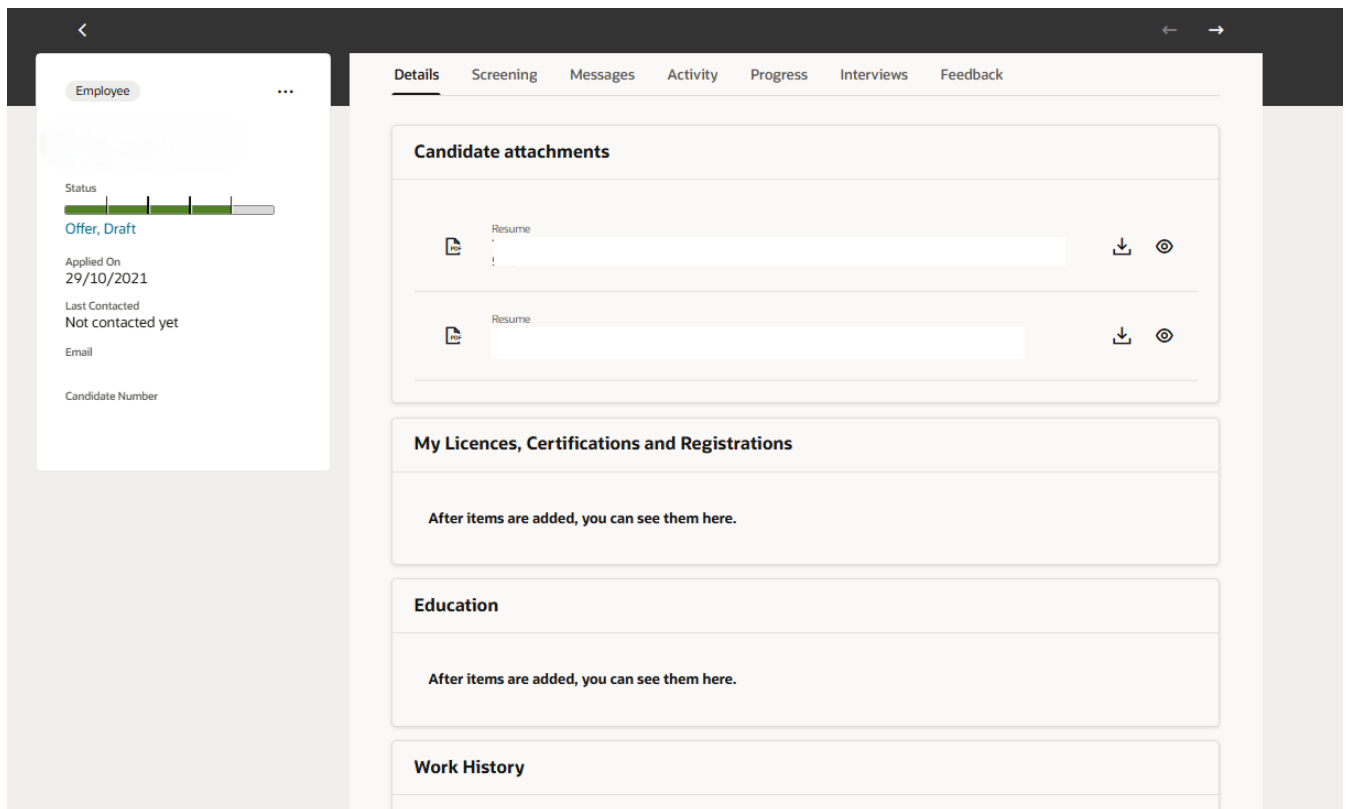 Employee
Details Screening Messages Activity Progress Interviews Feedback
Candidate attachments
Status
Offer, Draft
Applied On
29/10/2021
Last Contacted
Not contacted yet
Email
Candidate Number
Resume
PDF
Resume
PDF
My Licences, Certifications and Registrations
After items are added, you can see them here.
Education
After items are added, you can see them here.
Work History